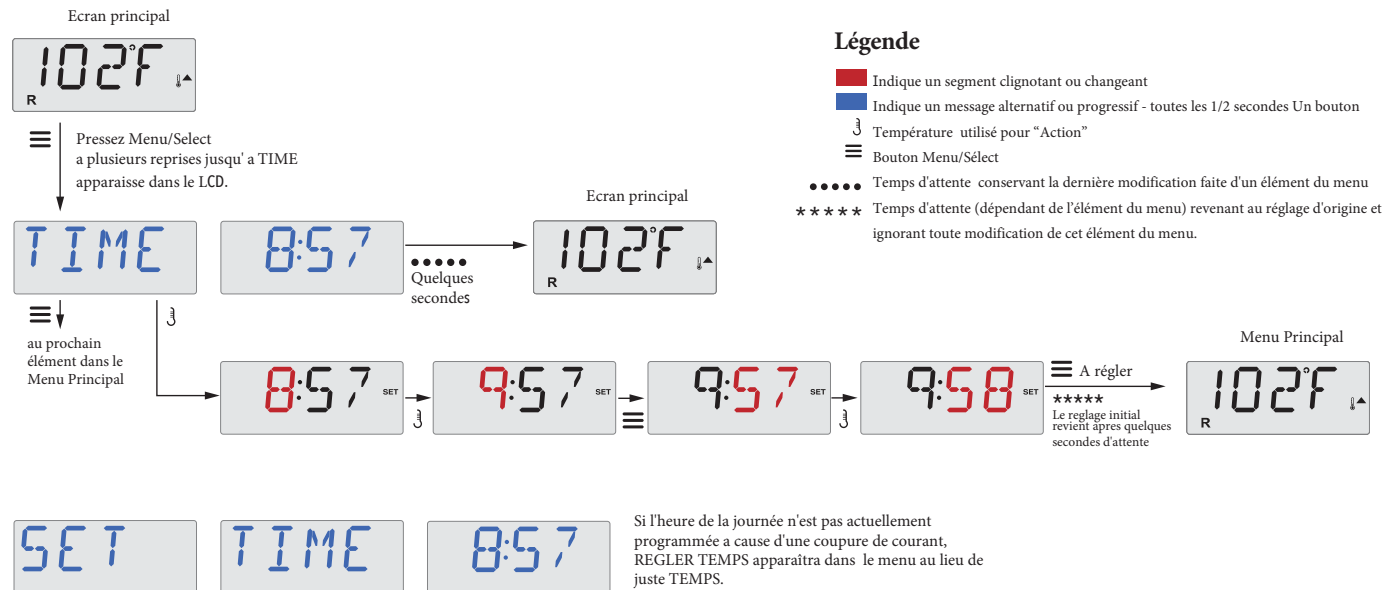 Ecran principal
102°F
R
Pressez Menu/Select
a plusieurs reprises jusqu' a TIME
apparaisse dans le LCD.
Légende
Indique un segment clignotant ou changeant
Indique un message alternatif ou progressif - toutes les 1/2 secondes Un bouton
Température utilisé pour “Action”
Bouton Menu/Sélect
Temps d'attente conservant la dernière modification faite d'un élément du menu
***** Temps d'attente (dépendant de l’élément du menu) revenant au réglage d'origine et
ignorant toute modification de cet élément du menu.
TIME
8:57
Quelques
secondes
Ecran principal
102°F
R
au prochain
élément dans le
Menu Principal
8:57 SET
9:57 SET
9:57 SET
9:58 SET
A régler
*****
Le reglage initial
revient apres quelques
secondes d'attente
Menu Principal
102°F
R
SET
TIME
8:57
Si l'heure de la journée n'est pas actuellement
programmée a cause d'une coupure de courant,
REGLER TEMPS apparaîtra dans le menu au lieu de
juste TEMPS.